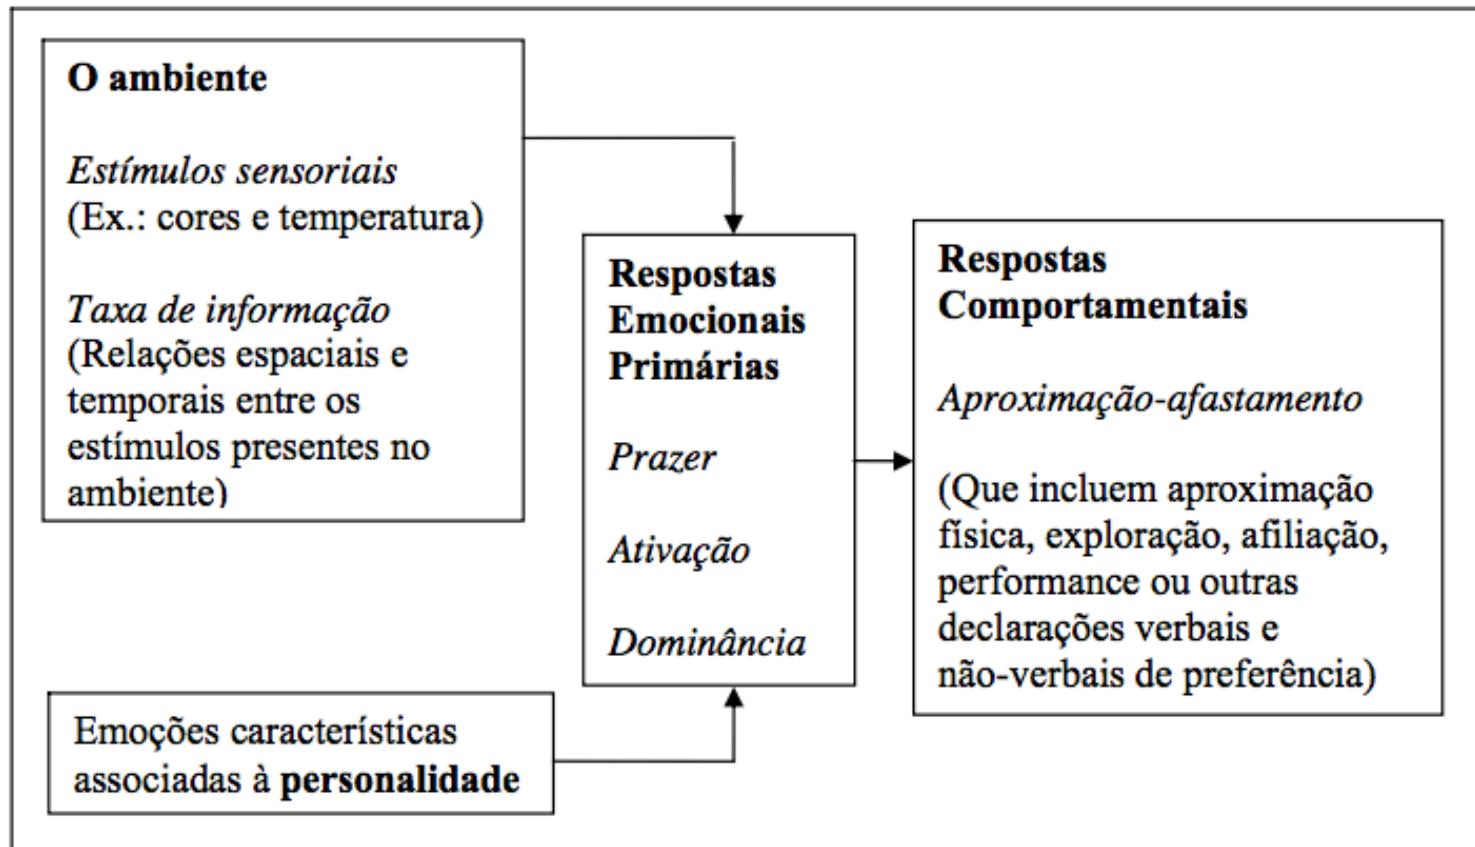 O ambiente
Estímulos sensoriais
(Ex.: cores e temperatura)
Taxa de informação
(Relações espaciais e
temporais entre os
estímulos presentes no
ambiente)
Respostas
Emocionais
Primárias
Prazer
Ativação
Dominância
Respostas
Comportamentais
Aproximação-afastamento
(Que incluem aproximação
física, exploração, afiliação,
performance ou outras
declarações verbais e
não-verbais de preferência)
Emoções características
associadas à personalidade